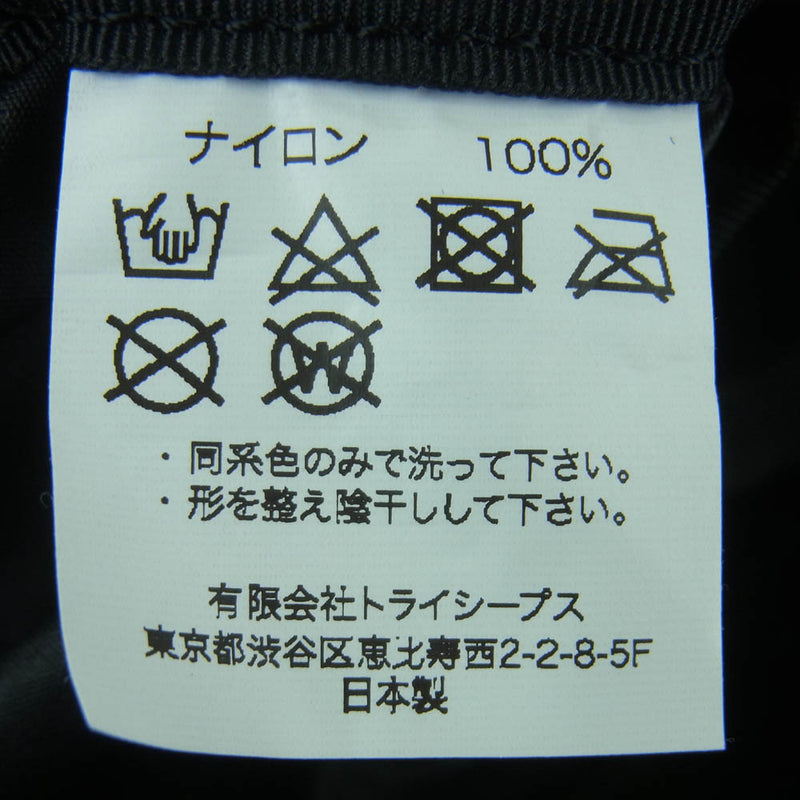 ナイロン 100%
W
・同系色のみで洗って下さい。
・形を整え陰干しして下さい。
有限会社トライシープス
東京都渋谷区恵比寿西2-2-8-5F
日本製